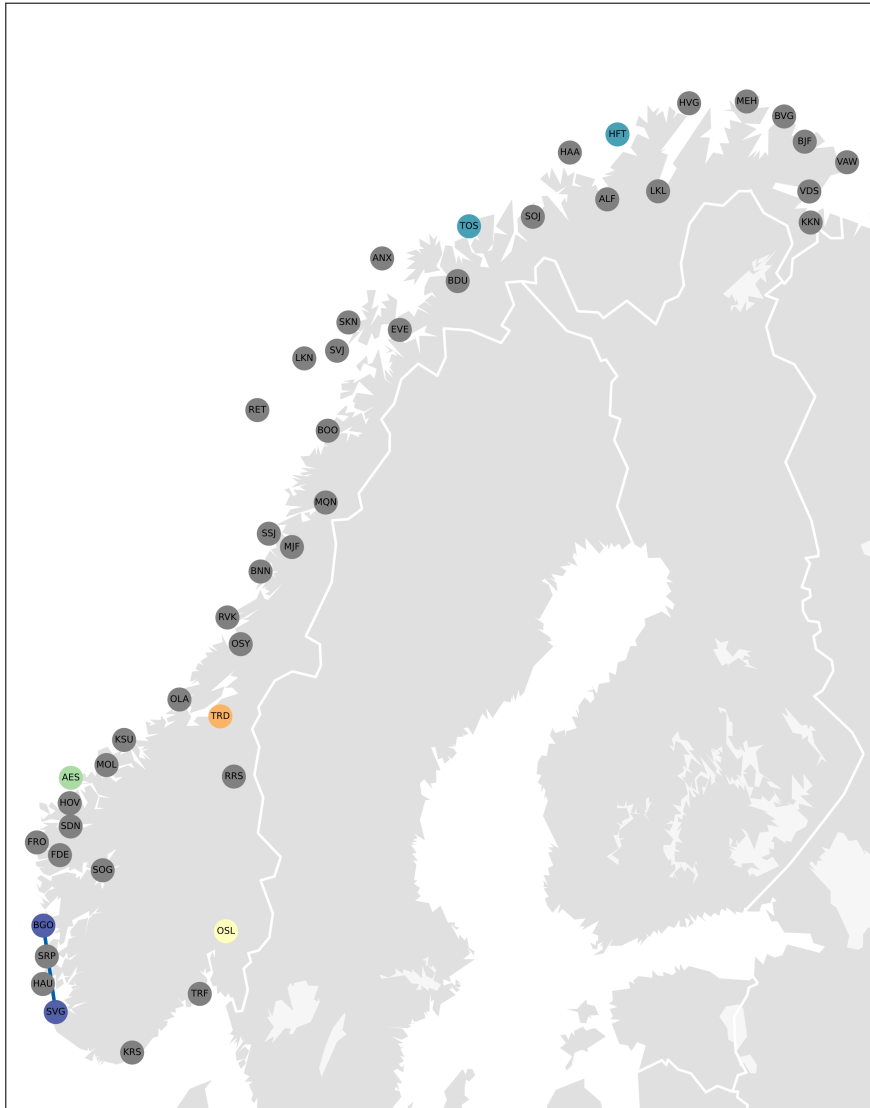 MEH
HVG
BVG
HFT
BJF
HAA
VAW
LKL
VDS
ALF
SOJ
KKN
TOS
ANX
BDU
SKN
EVE
SVJ
LKN
RET
BOO
MQN
SSJ
MJF
BNN
RVK
OSY
OLA
TRD
KSU
MOL
RRS
AES
HOV
SDN
FRO
FDE
SOG
BGO
OSL
SRP
HAU
TRF
SVG
KRS